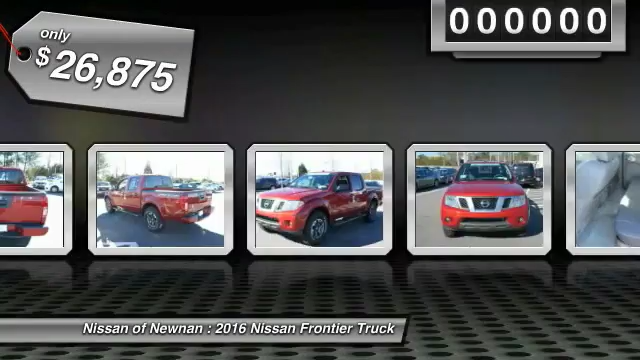 only
$26,875
000000
Nissan of Newnan : 2016 Nissan Frontier Truck